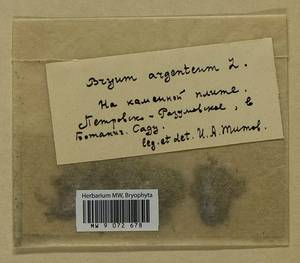 Bryum argenteum L.
На каменной плите.
Петровско-Разумовское, в
Ботанич. Саду.
leg. et det. И. А. Титов.
Herbarium MW, Bryophyta
MW 9 072 678